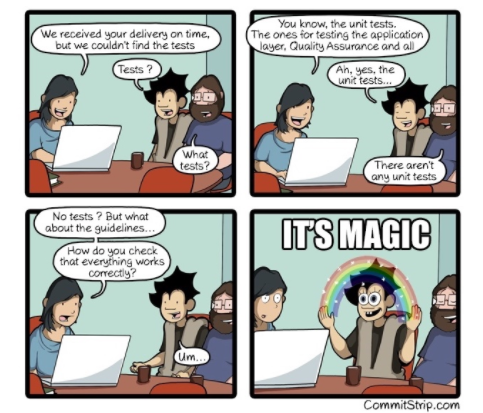 We received your delivery on time,
but we couldn't find the tests
Tests ?
What
tests?
You know, the unit tests.
The ones for testing the application
layer, Quality Assurance and all
Ah, yes, the
unit tests...
There aren't
any unit tests
No tests ? But what
about the guidelines...
How do you check
that everything works
correctly?
Um...
IT'S MAGIC
CommitStrip.com